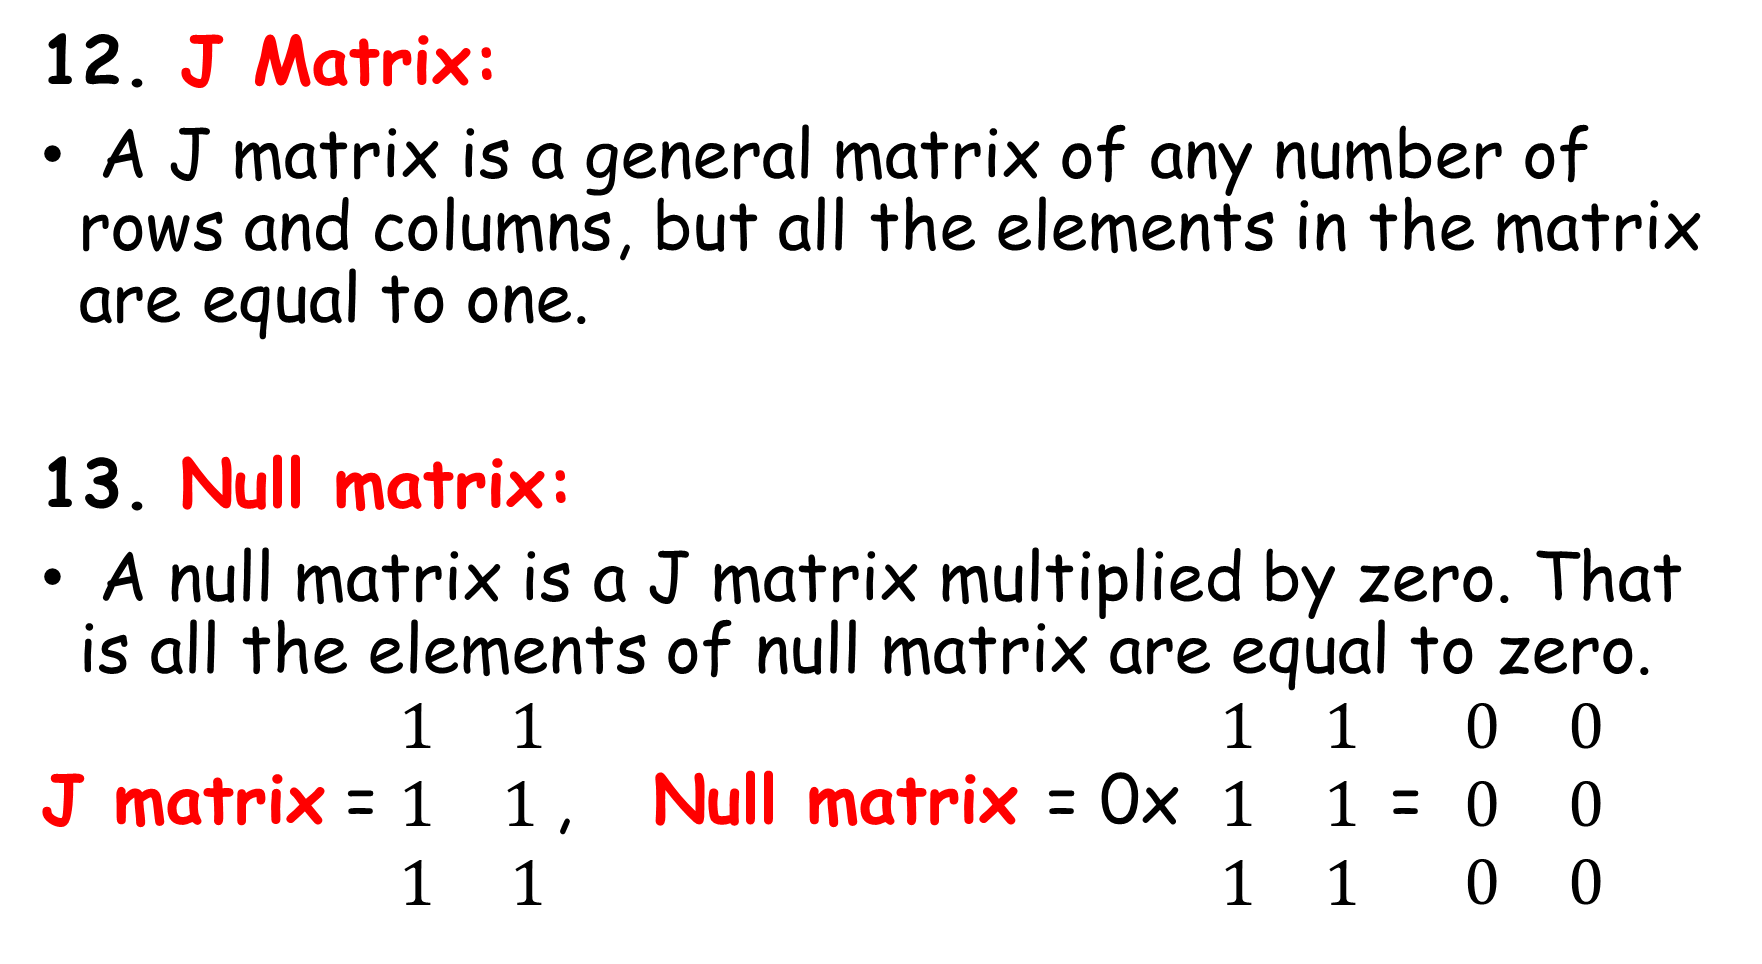 12. J Matrix:
• A J matrix is a general matrix of any number of
rows and columns, but all the elements in the matrix
are equal to one.
13. Null matrix:
• A null matrix is a J matrix multiplied by zero. That
is all the elements of null matrix are equal to zero.
1 1 1 1 0 0
J matrix = 1 1 , Null matrix = 0x 1 1 = 0 0
1 1 1 1 0 0